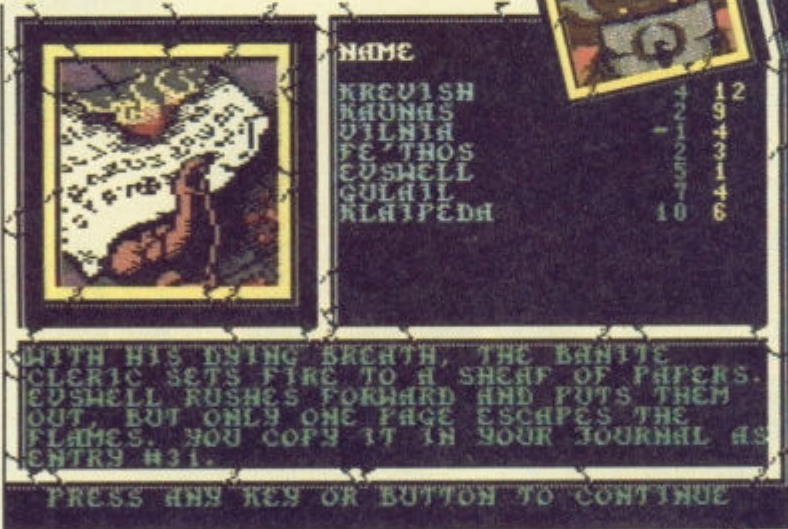 NAME
KREVISH 4 12
KAUNAS 2 9
VILNIA -1 4
FE'THOS 2 3
EVSWELL 5 1
GULAIL 7 4
KLAIPEDA 10 6
WITH HIS DYING BREATH, THE BANITE
CLERIC SETS FIRE TO A SHEAF OF PAPERS.
EVSWELL RUSHES FORWARD AND PUTS THEM
OUT, BUT ONLY ONE PAGE ESCAPES THE
FLAMES. YOU COPY IT IN YOUR JOURNAL AS
ENTRY #31.
PRESS ANY KEY OR BUTTON TO CONTINUE